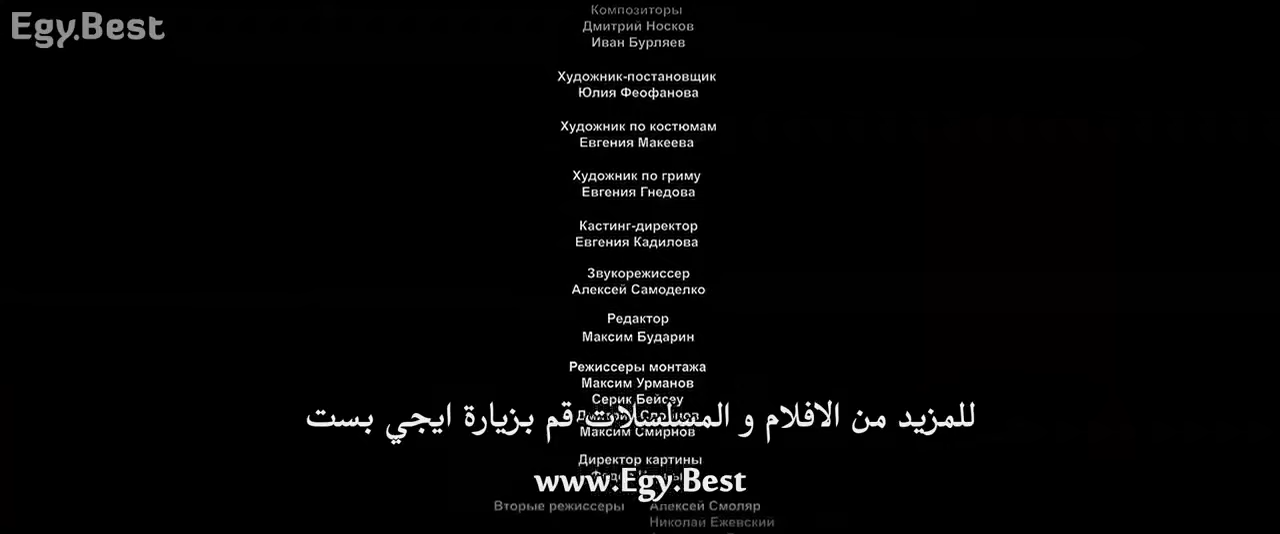 Egy.Best
Композиторы
Дмитрий Носков
Иван Бурляев
Художник-постановщик
Юлия Феофанова
Художник по костюмам
Евгения Макеева
Художник по гриму
Евгения Гнедова
Кастинг-директор
Евгения Кадилова
Звукорежиссер
Алексей Самоделко
Редактор
Максим Бударин
Режиссеры монтажа
Максим Урманов
Серик Бейсеу
للمزيد من الافلام و المسلسلات قم بزيارة ايجي بست
Максим Смирнов
Директор картины
www.Egy.Best
Вторые режиссеры Алексей Смоляр
Николай Ежевский